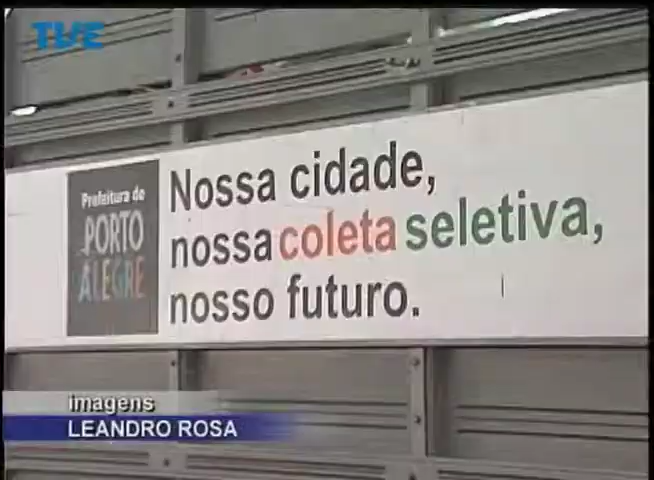 TVE
Prefeitura de
PORTO
ALEGRE
Nossa cidade,
nossa coleta seletiva,
nosso futuro.
imagens
LEANDRO ROSA